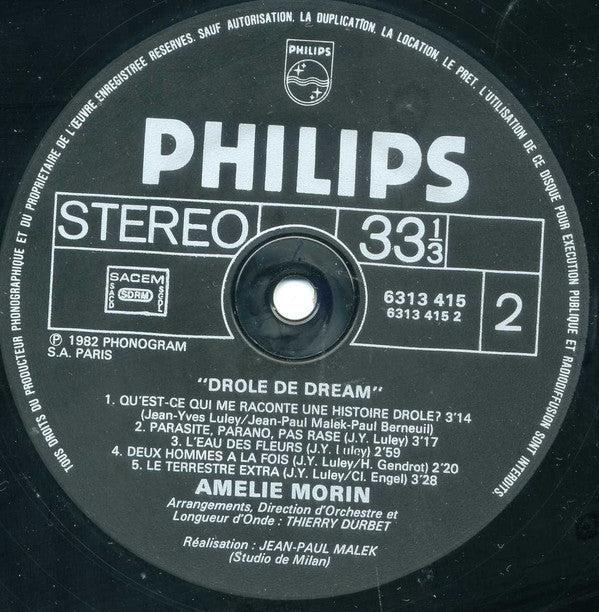 TOUS DROITS DU PRODUCTEUR PHONOGRAPHIQUE ET DU PROPRIETAIRE DE L'ŒUVRE ENREGISTREE RESERVES. SAUF AUTORISATION, LA DUPLICATION, LA LOCATION, LE PRET, L'UTILISATION DE CE DISQUE POUR EXECUTION PUBLIQUE ET RADIODIFFUSION SONT INTERDITS
PHILIPS
PHILIPS
STEREO 33 1/3
SACEM
SACD SDRM SGDL
6313 415
6313 415 2
2
Ⓟ 1982 PHONOGRAM
S.A. PARIS
"DROLE DE DREAM"
1. QU'EST-CE QUI ME RACONTE UNE HISTOIRE DROLE? 3'14
(Jean-Yves Luley/Jean-Paul Malek-Paul Berneuil)
2. PARASITE, PARANO, PAS RASE (J.Y. Luley) 3'17
3. L'EAU DES FLEURS (J.Y. Luley) 2'59
4. DEUX HOMMES A LA FOIS (J.Y. Luley/H. Gendrot) 2'20
5. LE TERRESTRE EXTRA (J.Y. Luley/Cl. Engel) 3'28
AMELIE MORIN
Arrangements, Direction d'Orchestre et
Longueur d'Onde : THIERRY DURBET
Réalisation : JEAN-PAUL MALEK
(Studio de Milan)